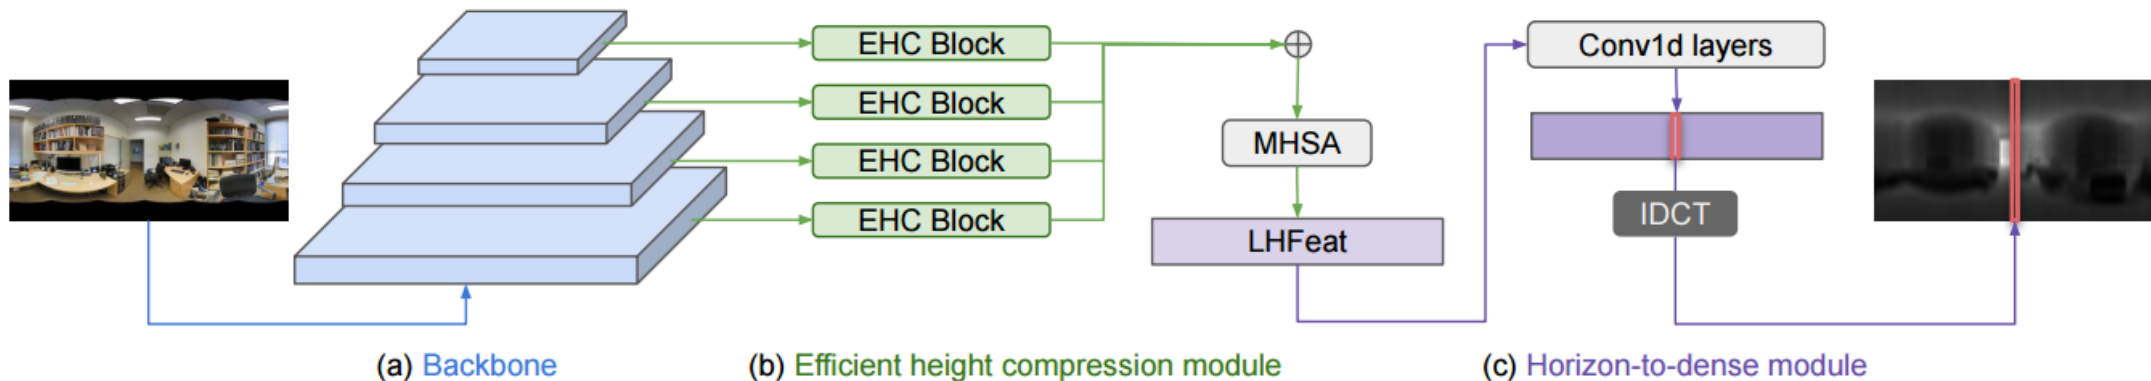 EHC Block
EHC Block
EHC Block
EHC Block
MHSA
LHFeat
Conv1d layers
IDCT
(a) Backbone
(b) Efficient height compression module
(c) Horizon-to-dense module